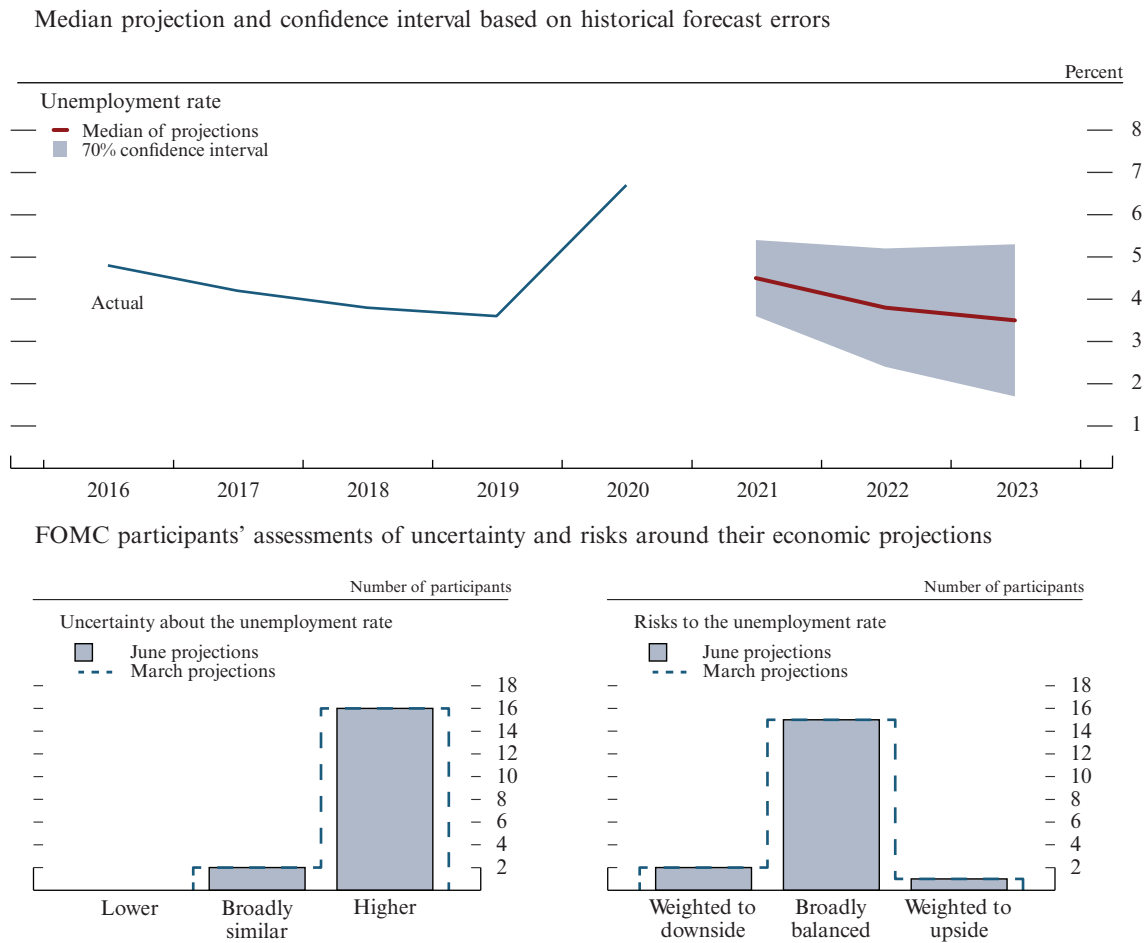 Median projection and confidence interval based on historical forecast errors
Percent
Unemployment rate
Median of projections
70% confidence interval
8
7
6
5
4
3
2
1
Actual
2016 2017 2018 2019 2020 2021 2022 2023
FOMC participants’ assessments of uncertainty and risks around their economic projections
Number of participants
Uncertainty about the unemployment rate
June projections
March projections
18
16
14
12
10
8
6
4
2
Lower Broadly similar Higher
Number of participants
Risks to the unemployment rate
June projections
March projections
18
16
14
12
10
8
6
4
2
Weighted to downside Broadly balanced Weighted to upside